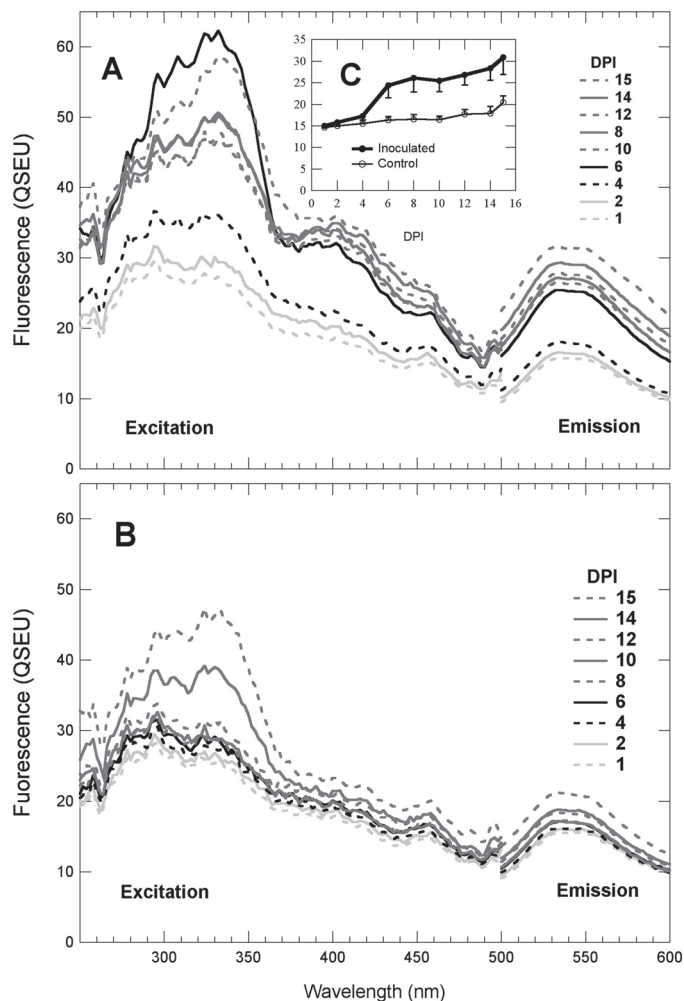 A
Fluorescence (QSEU)
60
50
40
30
20
10
0
C
35
30
25
20
15
10
5
0
0 2 4 6 8 10 12 14 16
DPI
Inoculated
Control
DPI
15
14
12
8
10
6
4
2
1
Excitation
Emission
B
Fluorescence (QSEU)
60
50
40
30
20
10
0
DPI
15
14
12
10
8
6
4
2
1
Excitation
Emission
300 400 500 600
Wavelength (nm)